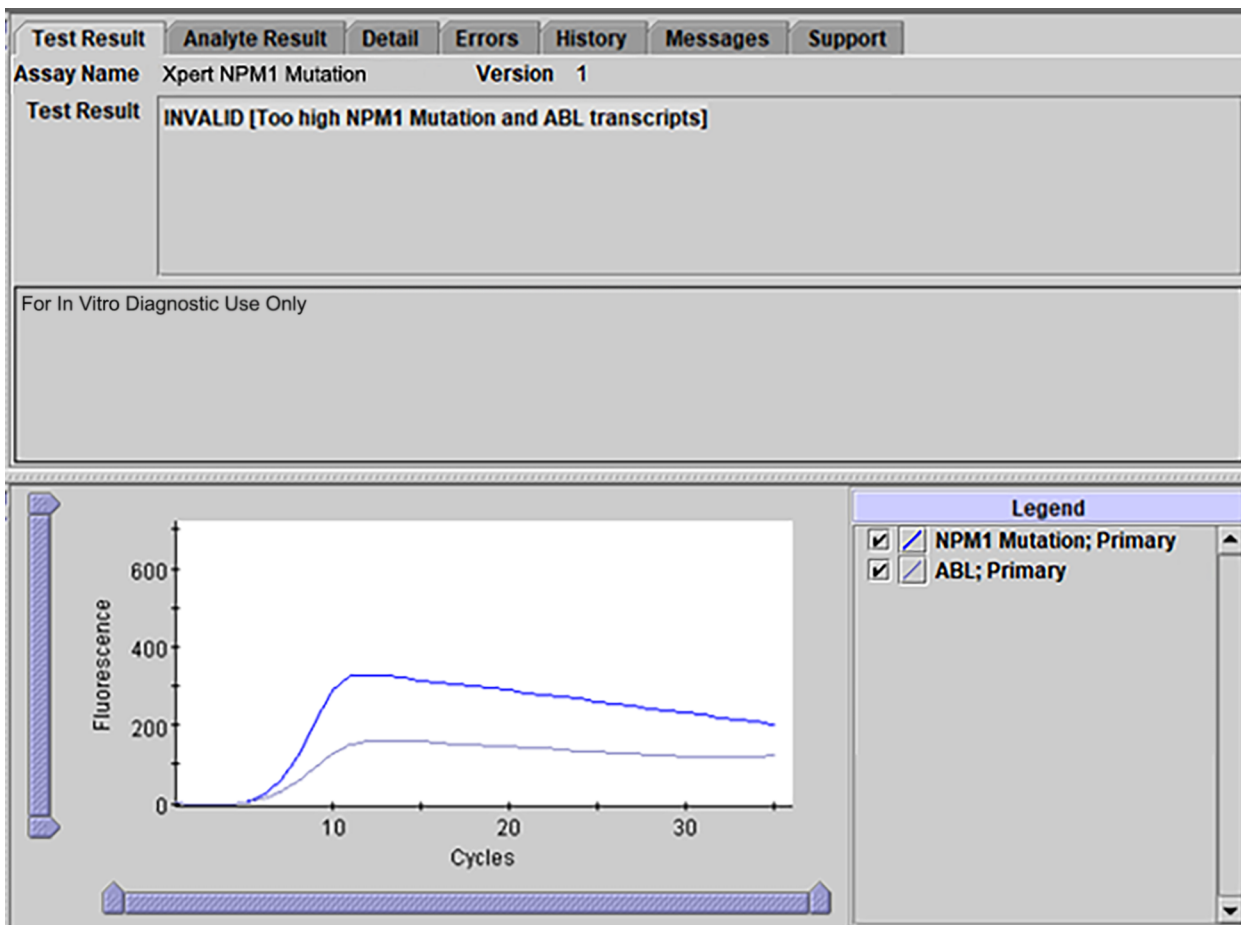 Test Result Analyte Result Detail Errors History Messages Support
Assay Name Xpert NPM1 Mutation Version 1
Test Result INVALID [Too high NPM1 Mutation and ABL transcripts]
For In Vitro Diagnostic Use Only
Legend
NPM1 Mutation; Primary
ABL; Primary
Fluorescence
600
400
200
0
10 20 30
Cycles